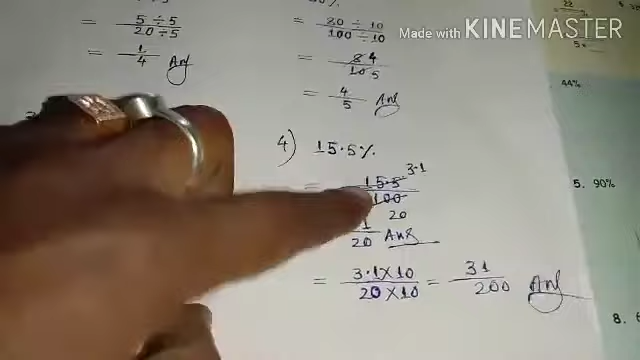 = 5 ÷ 5 / 20 ÷ 5
= 1/4 Ans
= 80 ÷ 10 / 100 ÷ 10
= 8 4 / 10 5
= 4/5 Ans
22
44%
4) 15.5%
= 15.5 3.1 / 100 20
20 Ans
= 3.1 × 10 / 20 × 10 = 31 / 200 Ans
5. 90%
8.
Made with KINEMASTER